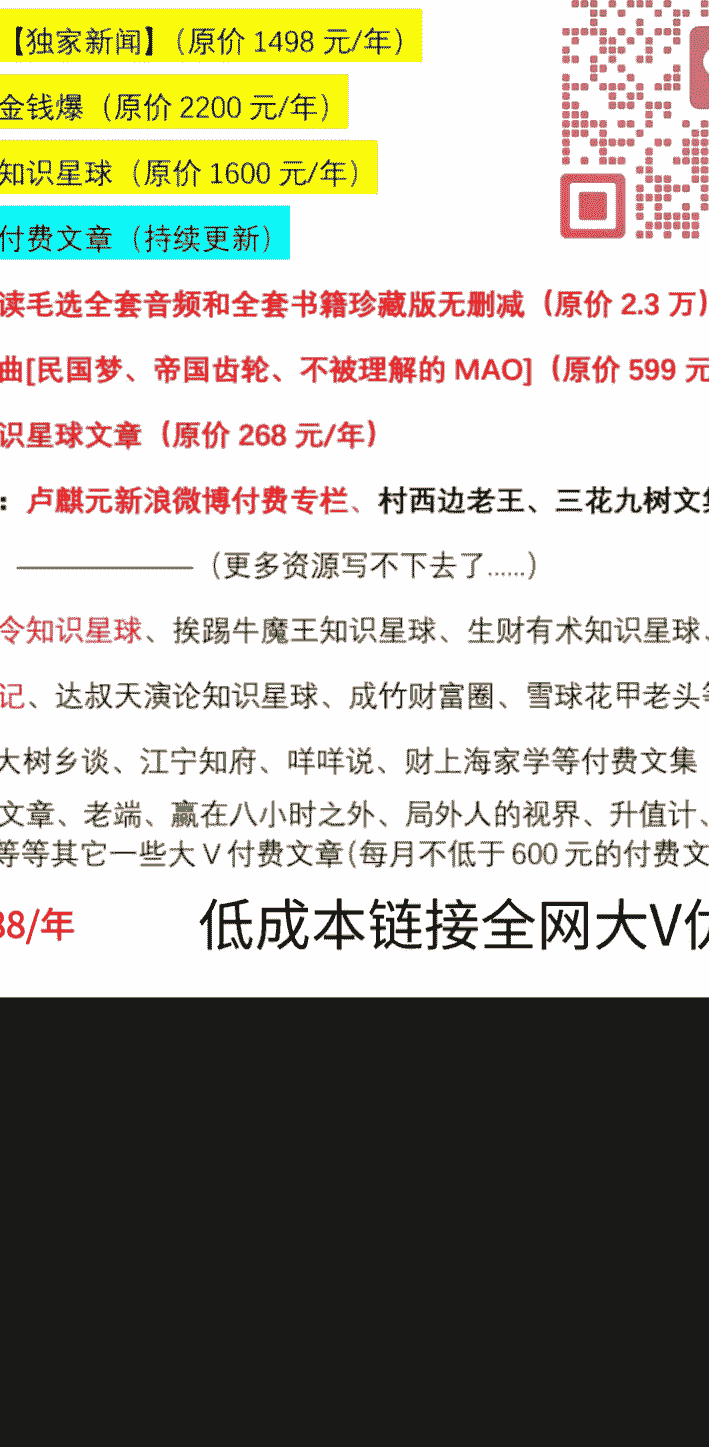 【独家新闻】（原价 1498 元/年）
金钱爆（原价 2200 元/年）
知识星球（原价 1600 元/年）
付费文章（持续更新）
读毛选全套音频和全套书籍珍藏版无删减（原价 2.3 万）
曲[民国梦、帝国齿轮、不被理解的 MAO]（原价 599 元
识星球文章（原价 268 元/年）
：卢麒元新浪微博付费专栏、村西边老王、三花九树文集
————————（更多资源写不下去了......）
令知识星球、挨踢牛魔王知识星球、生财有术知识星球、
记、达叔天演论知识星球、成竹财富圈、雪球花甲老头等
大树乡谈、江宁知府、咩咩说、财上海家学等付费文集
文章、老端、赢在八小时之外、局外人的视界、升值计、
等等其它一些大 V 付费文章(每月不低于 600 元的付费文
88/年
低成本链接全网大V优